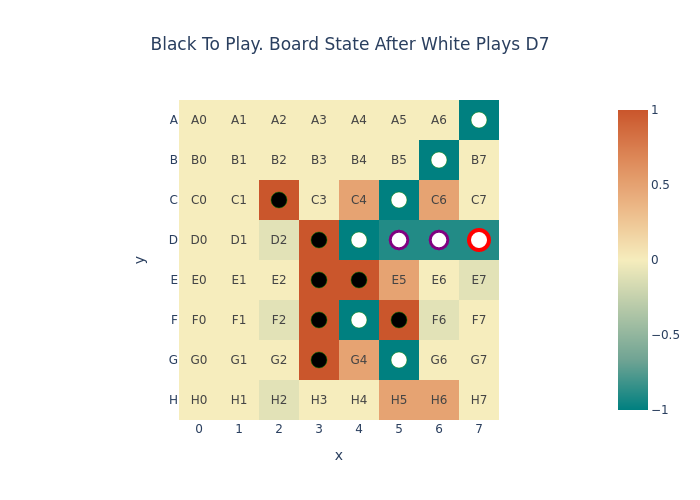 Black To Play. Board State After White Plays D7
A A0 A1 A2 A3 A4 A5 A6 1
B B0 B1 B2 B3 B4 B5 B7
C C0 C1 C3 C4 C6 C7 0.5
D D0 D1 D2
y 0
E E0 E1 E2 E5 E6 E7
F F0 F1 F2 F6 F7 −0.5
G G0 G1 G2 G4 G6 G7
H H0 H1 H2 H3 H4 H5 H6 H7 −1
0 1 2 3 4 5 6 7
x